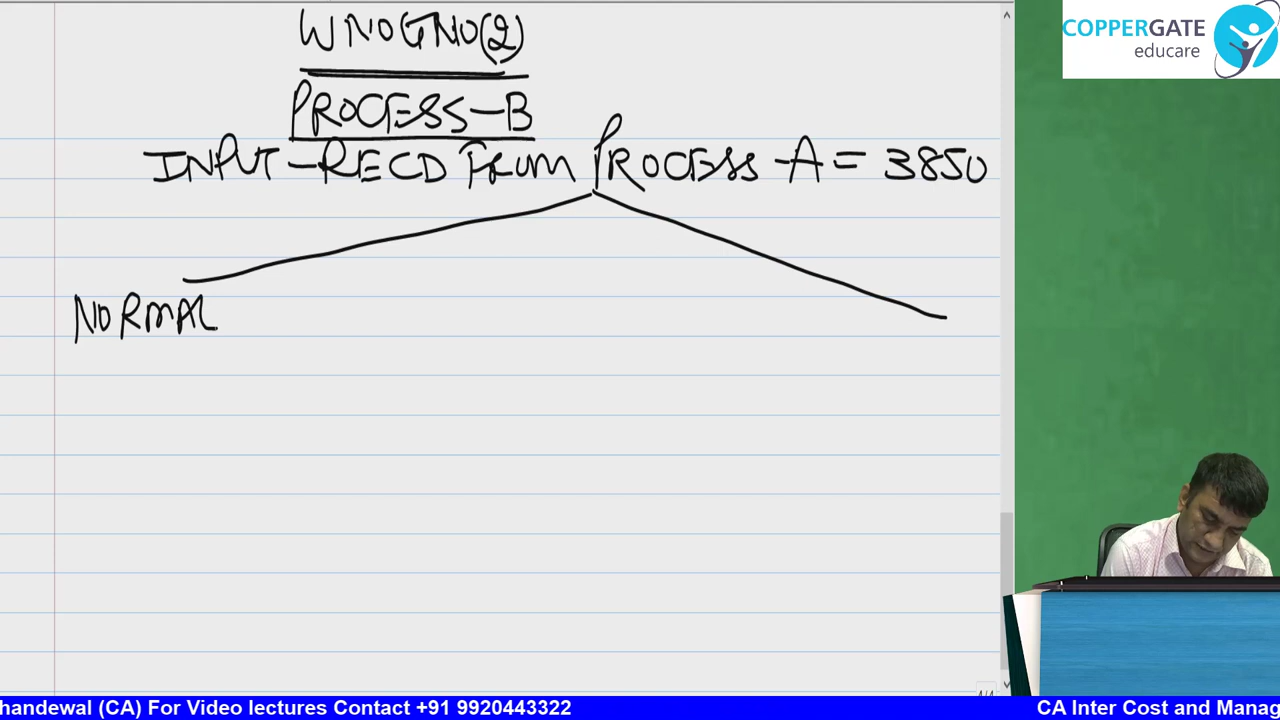 WNOGNO(2)
PROCESS-B
INPUT-RECD FROM PROCESS-A = 3850
NORMAL
COPPERGATE
educare
handewal (CA) For Video lectures Contact +91 9920443322
CA Inter Cost and Manag